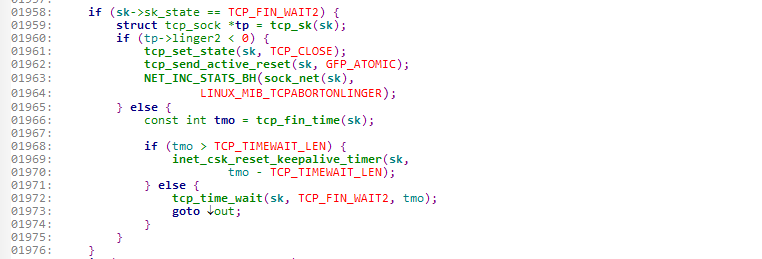 01958:     if (sk->sk_state == TCP_FIN_WAIT2) {
01959:         struct tcp_sock *tp = tcp_sk(sk);
01960:         if (tp->linger2 < 0) {
01961:             tcp_set_state(sk, TCP_CLOSE);
01962:             tcp_send_active_reset(sk, GFP_ATOMIC);
01963:             NET_INC_STATS_BH(sock_net(sk),
01964:                     LINUX_MIB_TCPABORTONLINGER);
01965:         } else {
01966:             const int tmo = tcp_fin_time(sk);
01967:
01968:             if (tmo > TCP_TIMEWAIT_LEN) {
01969:                 inet_csk_reset_keepalive_timer(sk,
01970:                         tmo - TCP_TIMEWAIT_LEN);
01971:             } else {
01972:                 tcp_time_wait(sk, TCP_FIN_WAIT2, tmo);
01973:                 goto ↓out;
01974:             }
01975:         }
01976:     }